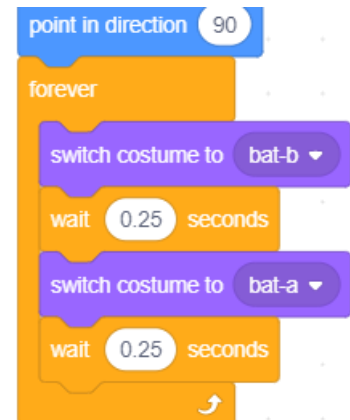 point in direction 90
forever
switch costume to bat-b
wait 0.25 seconds
switch costume to bat-a
wait 0.25 seconds